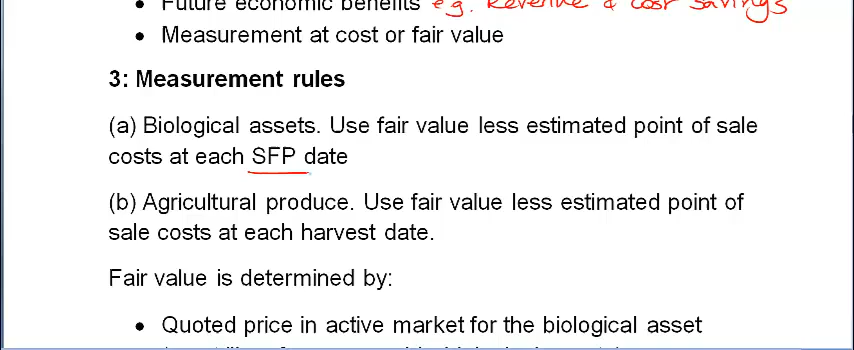 • Future economic benefits e.g. Revenue & cost savings
• Measurement at cost or fair value
3: Measurement rules
(a) Biological assets. Use fair value less estimated point of sale
costs at each SFP date
(b) Agricultural produce. Use fair value less estimated point of
sale costs at each harvest date.
Fair value is determined by:
• Quoted price in active market for the biological asset